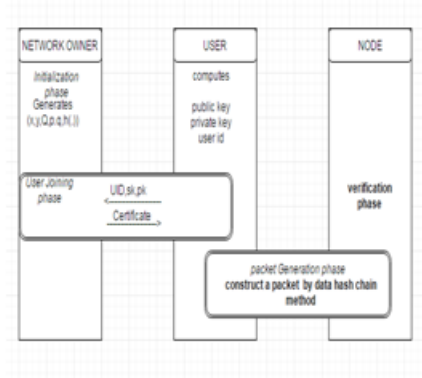 NETWORK OWNER
USER
NODE
Initialization
phase
Generates
(x,y,Q,p,q,h(.))
computes
public key
private key
user id
User Joining
phase
UID,sk,pk
Certificate
verification
phase
packet Generation phase
construct a packet by data hash chain
method